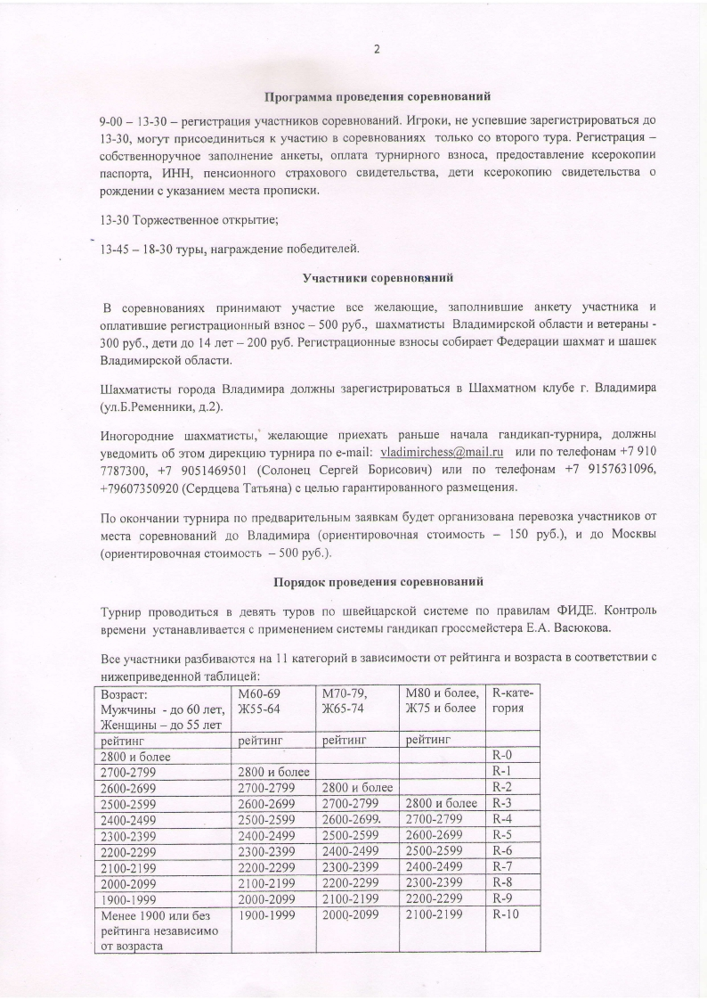 2
Программа проведения соревнований
9-00 – 13-30 – регистрация участников соревнований. Игроки, не успевшие зарегистрироваться до
13-30, могут присоединиться к участию в соревнованиях только со второго тура. Регистрация –
собственноручное заполнение анкеты, оплата турнирного взноса, предоставление ксерокопии
паспорта, ИНН, пенсионного страхового свидетельства, дети ксерокопию свидетельства о
рождении с указанием места прописки.
13-30 Торжественное открытие;
13-45 – 18-30 туры, награждение победителей.
Участники соревнований
В соревнованиях принимают участие все желающие, заполнившие анкету участника и
оплатившие регистрационный взнос – 500 руб., шахматисты Владимирской области и ветераны -
300 руб., дети до 14 лет – 200 руб. Регистрационные взносы собирает Федерации шахмат и шашек
Владимирской области.
Шахматисты города Владимира должны зарегистрироваться в Шахматном клубе г. Владимира
(ул.Б.Ременники, д.2).
Иногородние шахматисты, желающие приехать раньше начала гандикап-турнира, должны
уведомить об этом дирекцию турнира по e-mail: vladimirchess@mail.ru или по телефонам +7 910
7787300, +7 9051469501 (Солонец Сергей Борисович) или по телефонам +7 9157631096,
+79607350920 (Сердцева Татьяна) с целью гарантированного размещения.
По окончании турнира по предварительным заявкам будет организована перевозка участников от
места соревнований до Владимира (ориентировочная стоимость – 150 руб.), и до Москвы
(ориентировочная стоимость – 500 руб.).
Порядок проведения соревнований
Турнир проводиться в девять туров по швейцарской системе по правилам ФИДЕ. Контроль
времени устанавливается с применением системы гандикап гроссмейстера Е.А. Васюкова.
Все участники разбиваются на 11 категорий в зависимости от рейтинга и возраста в соответствии с
нижеприведенной таблицей:
Возраст: М60-69 М70-79, М80 и более, R-кате-
Мужчины - до 60 лет, Ж55-64 Ж65-74 Ж75 и более гория
Женщины – до 55 лет
рейтинг рейтинг рейтинг рейтинг
2800 и более R-0
2700-2799 2800 и более R-1
2600-2699 2700-2799 2800 и более R-2
2500-2599 2600-2699 2700-2799 2800 и более R-3
2400-2499 2500-2599 2600-2699. 2700-2799 R-4
2300-2399 2400-2499 2500-2599 2600-2699 R-5
2200-2299 2300-2399 2400-2499 2500-2599 R-6
2100-2199 2200-2299 2300-2399 2400-2499 R-7
2000-2099 2100-2199 2200-2299 2300-2399 R-8
1900-1999 2000-2099 2100-2199 2200-2299 R-9
Менее 1900 или без 1900-1999 2000-2099 2100-2199 R-10
рейтинга независимо
от возраста